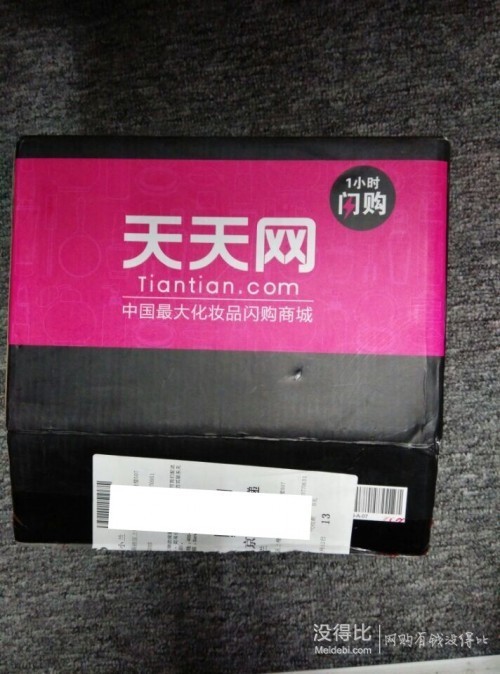 1小时
闪购
天天网
Tiantian.com
中国最大化妆品闪购商城
13
没得比
Meidebi.com
网购有钱没得比